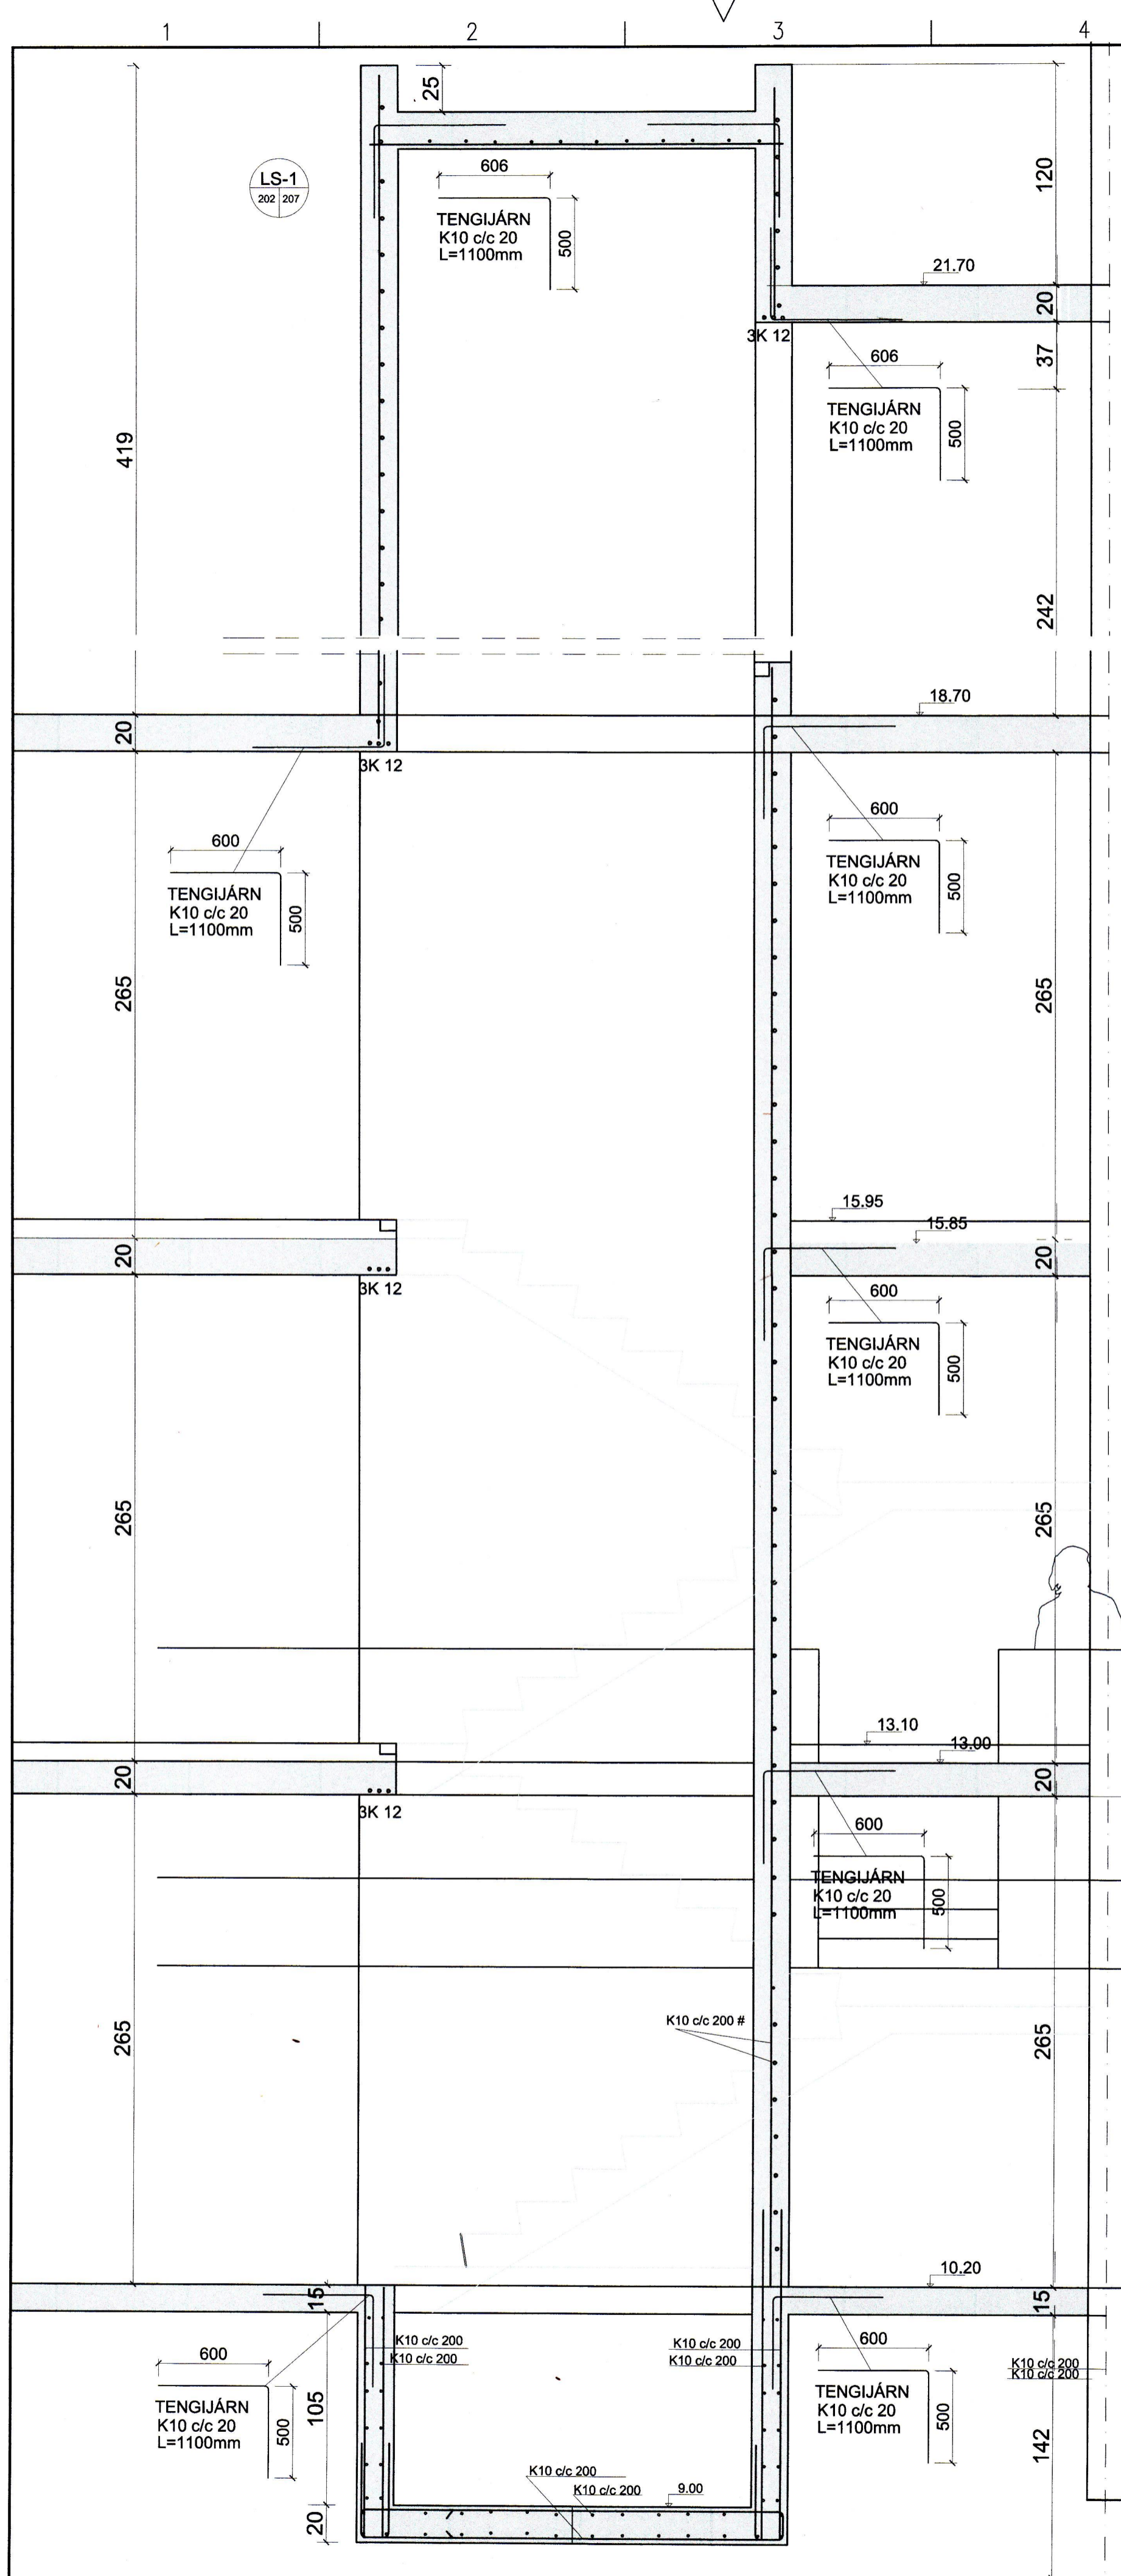 1 2 3 4
25
LS-1
202 207
120
606
TENGIJÁRN
K10 c/c 20
L=1100mm
500
21.70
20
3K 12
37
606
TENGIJÁRN
K10 c/c 20
L=1100mm
500
419
242
18.70
20
3K 12
600
TENGIJÁRN
K10 c/c 20
L=1100mm
500
600
TENGIJÁRN
K10 c/c 20
L=1100mm
500
265
265
15.95
15.85
20
20
3K 12
600
TENGIJÁRN
K10 c/c 20
L=1100mm
500
265
265
13.10
13.00
20
20
3K 12
600
TENGIJÁRN
K10 c/c 20
L=1100mm
500
K10 c/c 200 #
265
265
10.20
15
15
K10 c/c 200
K10 c/c 200
K10 c/c 200
K10 c/c 200
600
TENGIJÁRN
K10 c/c 20
L=1100mm
500
105
600
TENGIJÁRN
K10 c/c 20
L=1100mm
500
K10 c/c 200
K10 c/c 200
142
K10 c/c 200
K10 c/c 200
9.00
20